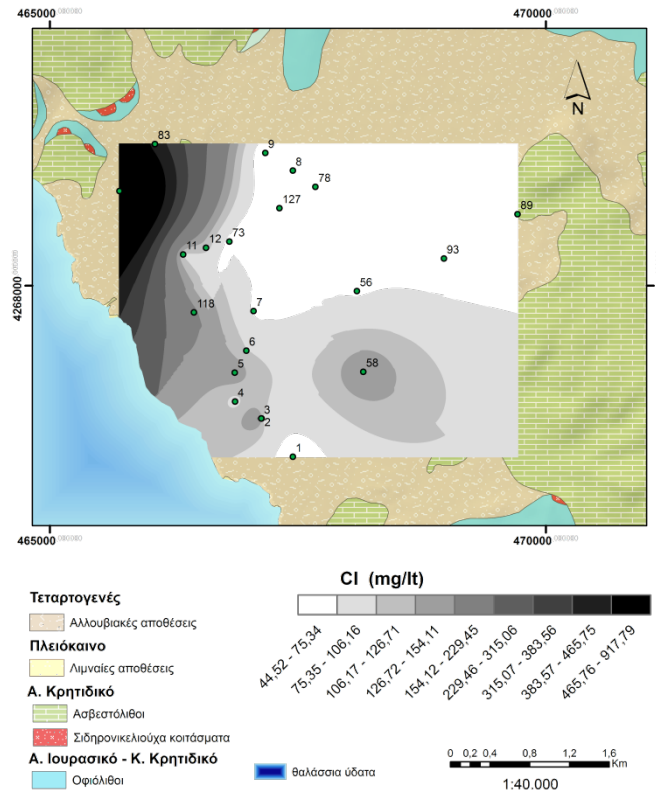 465000
470000
83
9
8
78
127
89
73
12
11
93
4268000
56
118
7
6
5
58
4
3
2
1
N
465000
470000
Cl (mg/lt)
44,52 - 75,34
75,35 - 106,16
106,17 - 126,71
126,72 - 154,11
154,12 - 229,45
229,46 - 315,06
315,07 - 383,56
383,57 - 465,75
465,76 - 917,79
Τεταρτογενές
Αλλουβιακές αποθέσεις
Πλειόκαινο
Λιμναίες αποθέσεις
Α. Κρητιδικό
Ασβεστόλιθοι
Σιδηρονικελιούχα κοιτάσματα
Α. Ιουρασικό - Κ. Κρητιδικό
Οφιόλιθοι
θαλάσσια ύδατα
0 0,2 0,4 0,8 1,2 1,6
Km
1:40.000